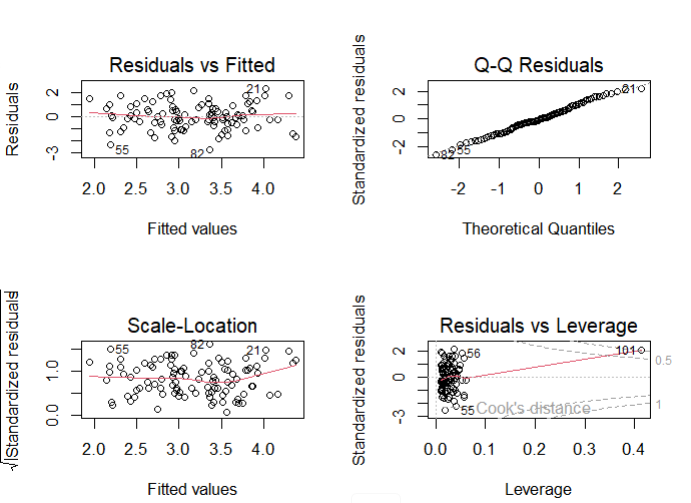 Residuals vs Fitted
Residuals
2
0
-3
21
55
82
2.0 2.5 3.0 3.5 4.0
Fitted values
Q-Q Residuals
Standardized residuals
2
0
-2
21
82 55
-2 -1 0 1 2
Theoretical Quantiles
Scale-Location
√|Standardized residuals|
1.0
0.0
55
82
21
2.0 2.5 3.0 3.5 4.0
Fitted values
Residuals vs Leverage
Standardized residuals
2
0
-3
56
101
55
Cook's distance
0.5
1
0.0 0.1 0.2 0.3 0.4
Leverage